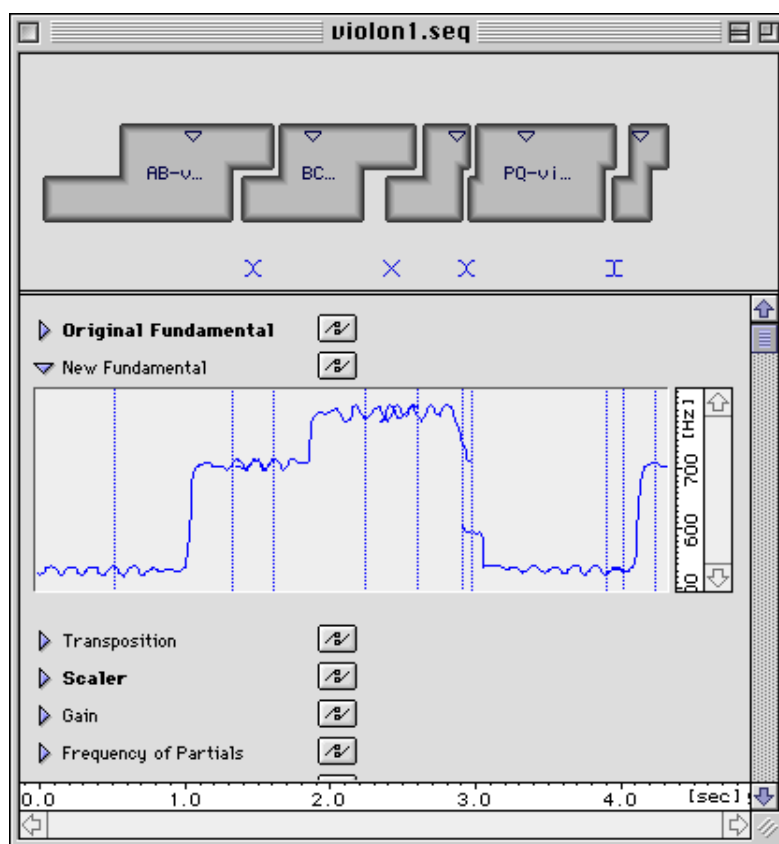 violon1.seq
AB-v… BC… PQ-vi…
Original Fundamental
New Fundamental
[Hz]
700
600
Transposition
Scaler
Gain
Frequency of Partials
0.0 1.0 2.0 3.0 4.0 [sec]